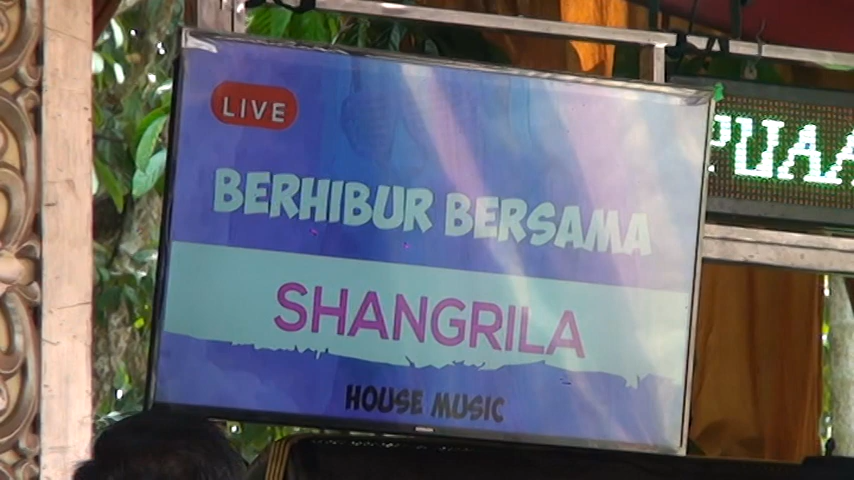 LIVE
BERHIBUR BERSAMA
SHANGRILA
HOUSE MUSIC
PUAA